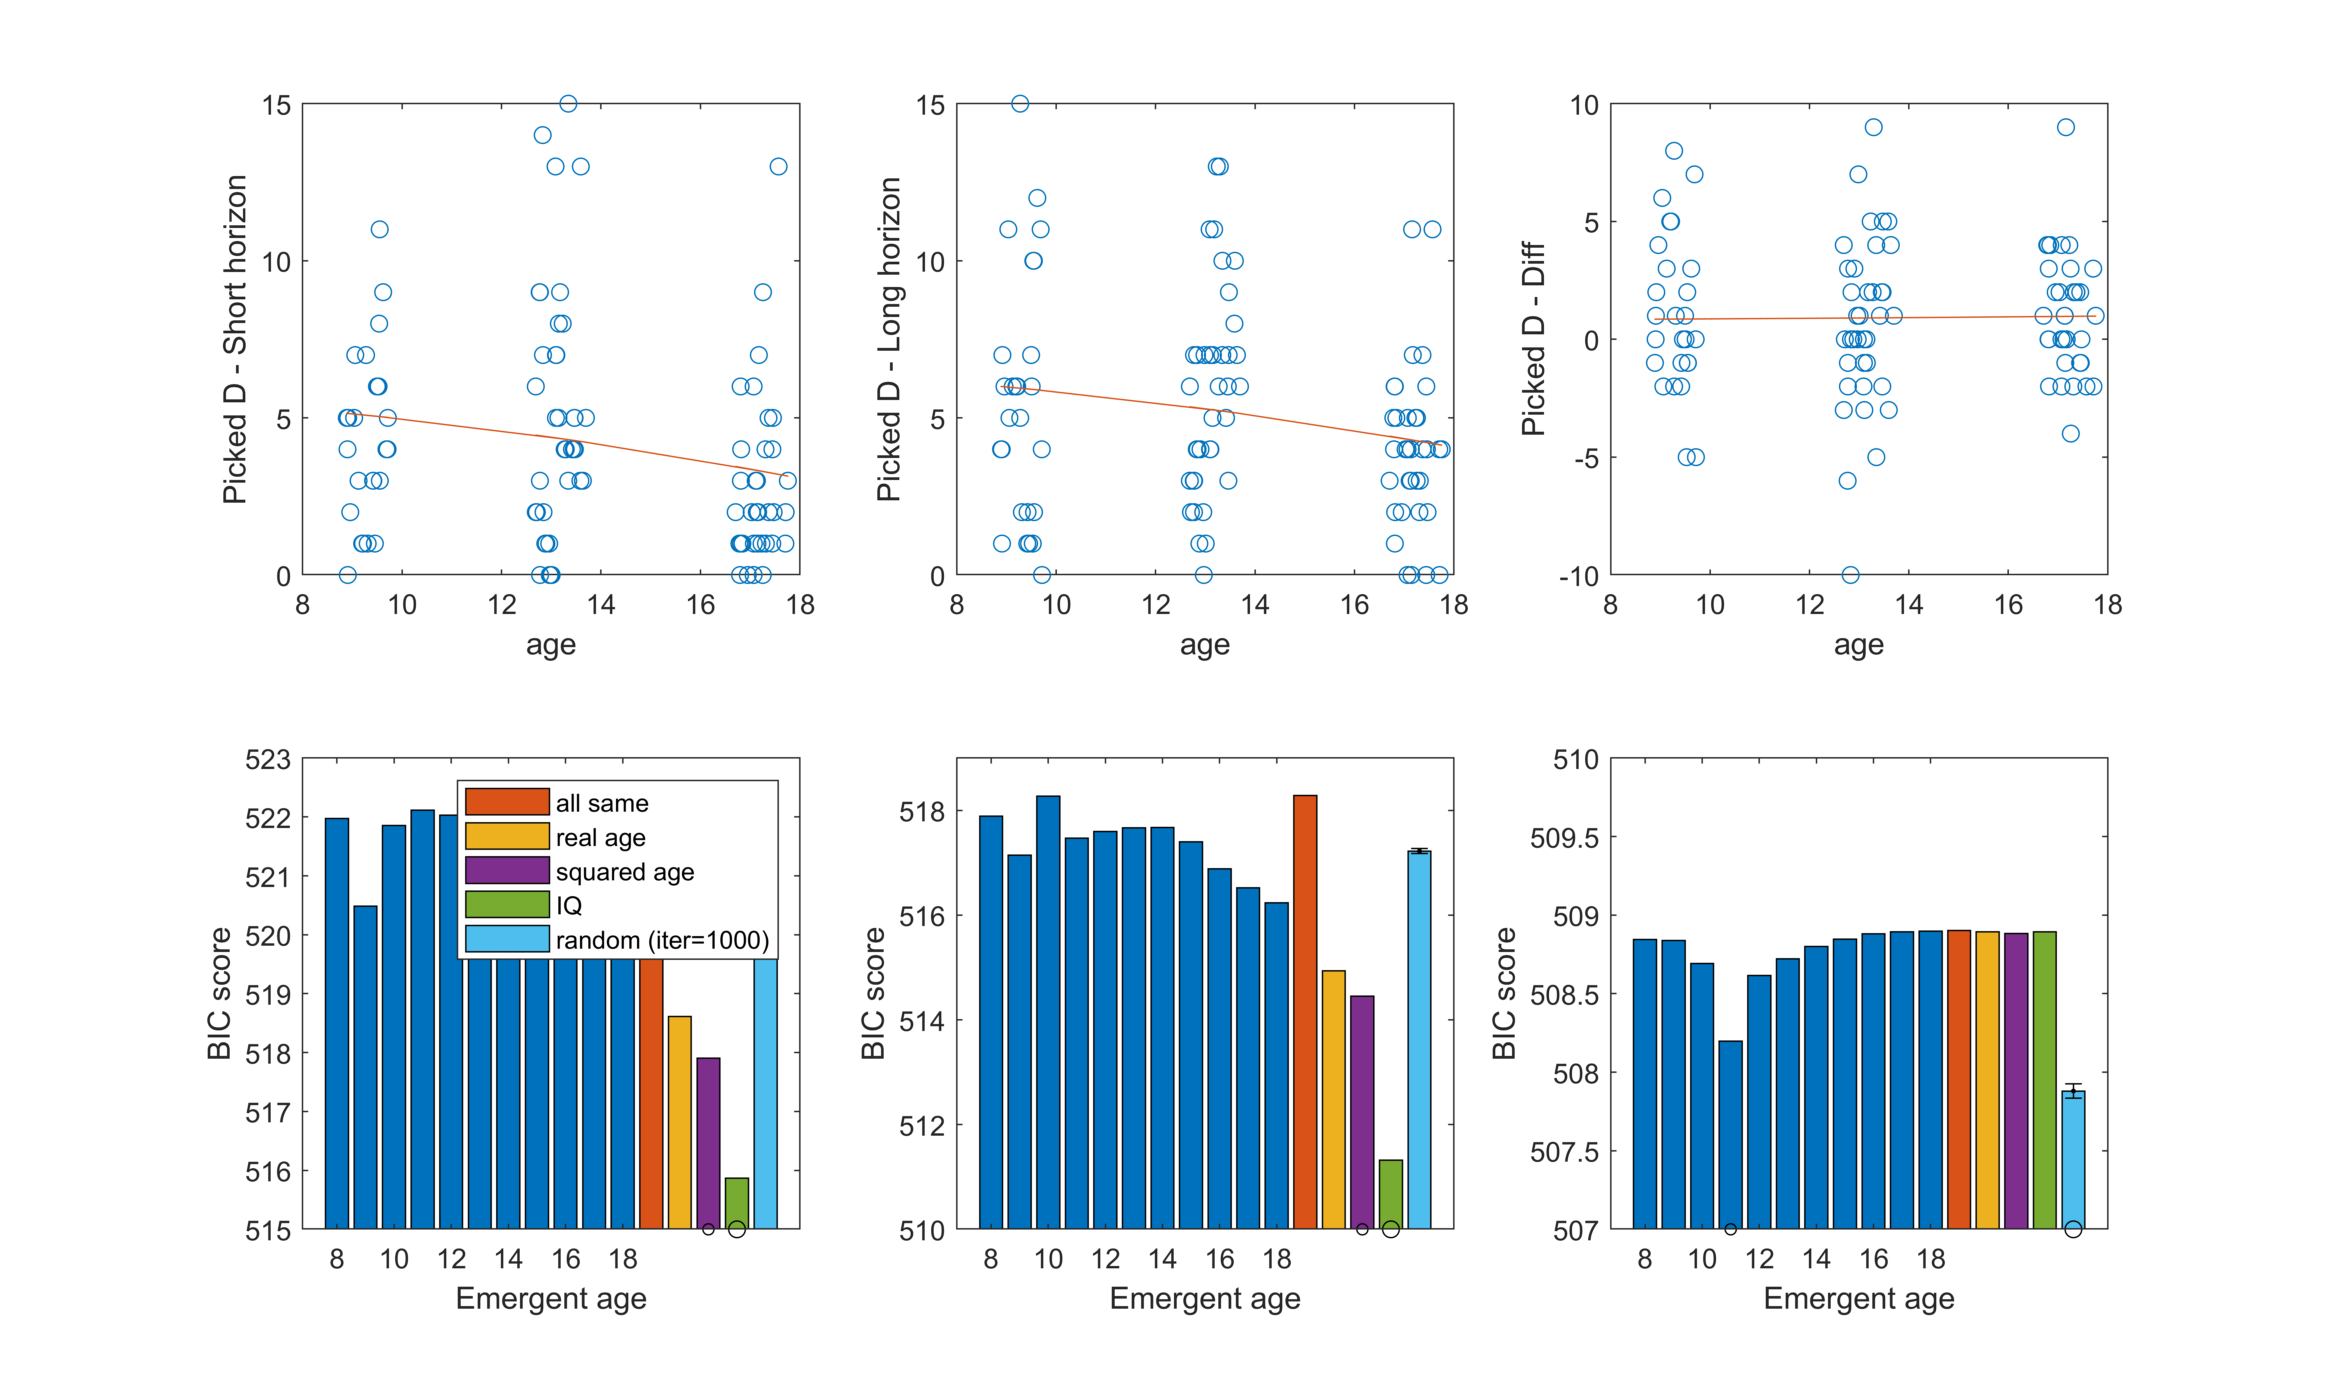 15
10
5
0
8 10 12 14 16 18
age
Picked D - Short horizon
15
10
5
0
8 10 12 14 16 18
age
Picked D - Long horizon
10
5
0
-5
-10
8 10 12 14 16 18
age
Picked D - Diff
523
522
521
520
519
518
517
516
515
8 10 12 14 16 18
Emergent age
BIC score
all same
real age
squared age
IQ
random (iter=1000)
518
516
514
512
510
8 10 12 14 16 18
Emergent age
BIC score
510
509.5
509
508.5
508
507.5
507
8 10 12 14 16 18
Emergent age
BIC score